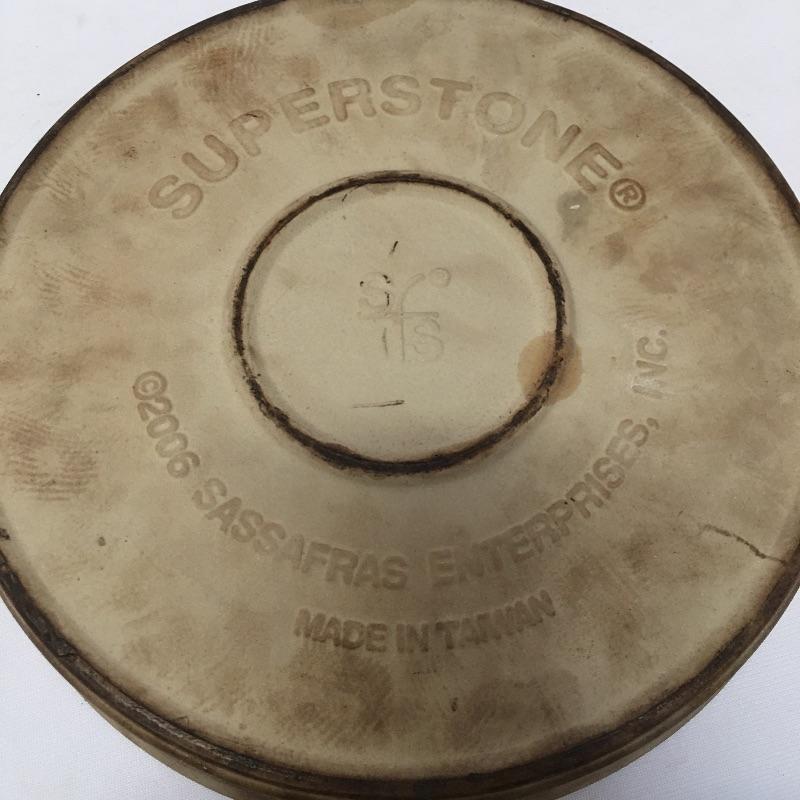 SUPERSTONE®
sfs
©2006 SASSAFRAS ENTERPRISES, INC.
MADE IN TAIWAN